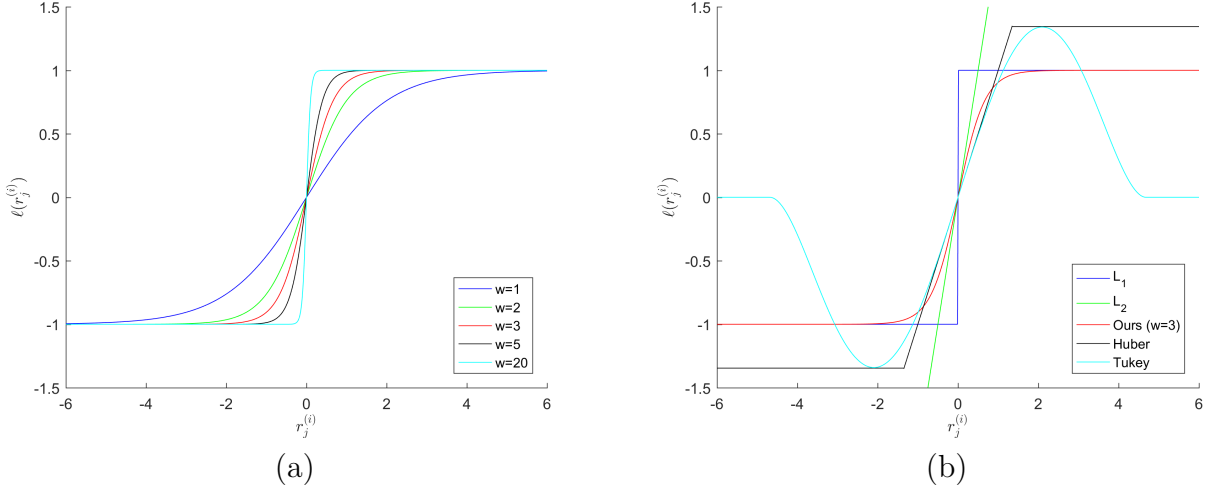 1.5
1
0.5
0
-0.5
-1
-1.5
-6
-4
-2
0
2
4
6
ℓ(r_j^(i))
r_j^(i)
w=1
w=2
w=3
w=5
w=20
(a)
1.5
1
0.5
0
-0.5
-1
-1.5
-6
-4
-2
0
2
4
6
ℓ(r_j^(i))
r_j^(i)
L_1
L_2
Ours (w=3)
Huber
Tukey
(b)